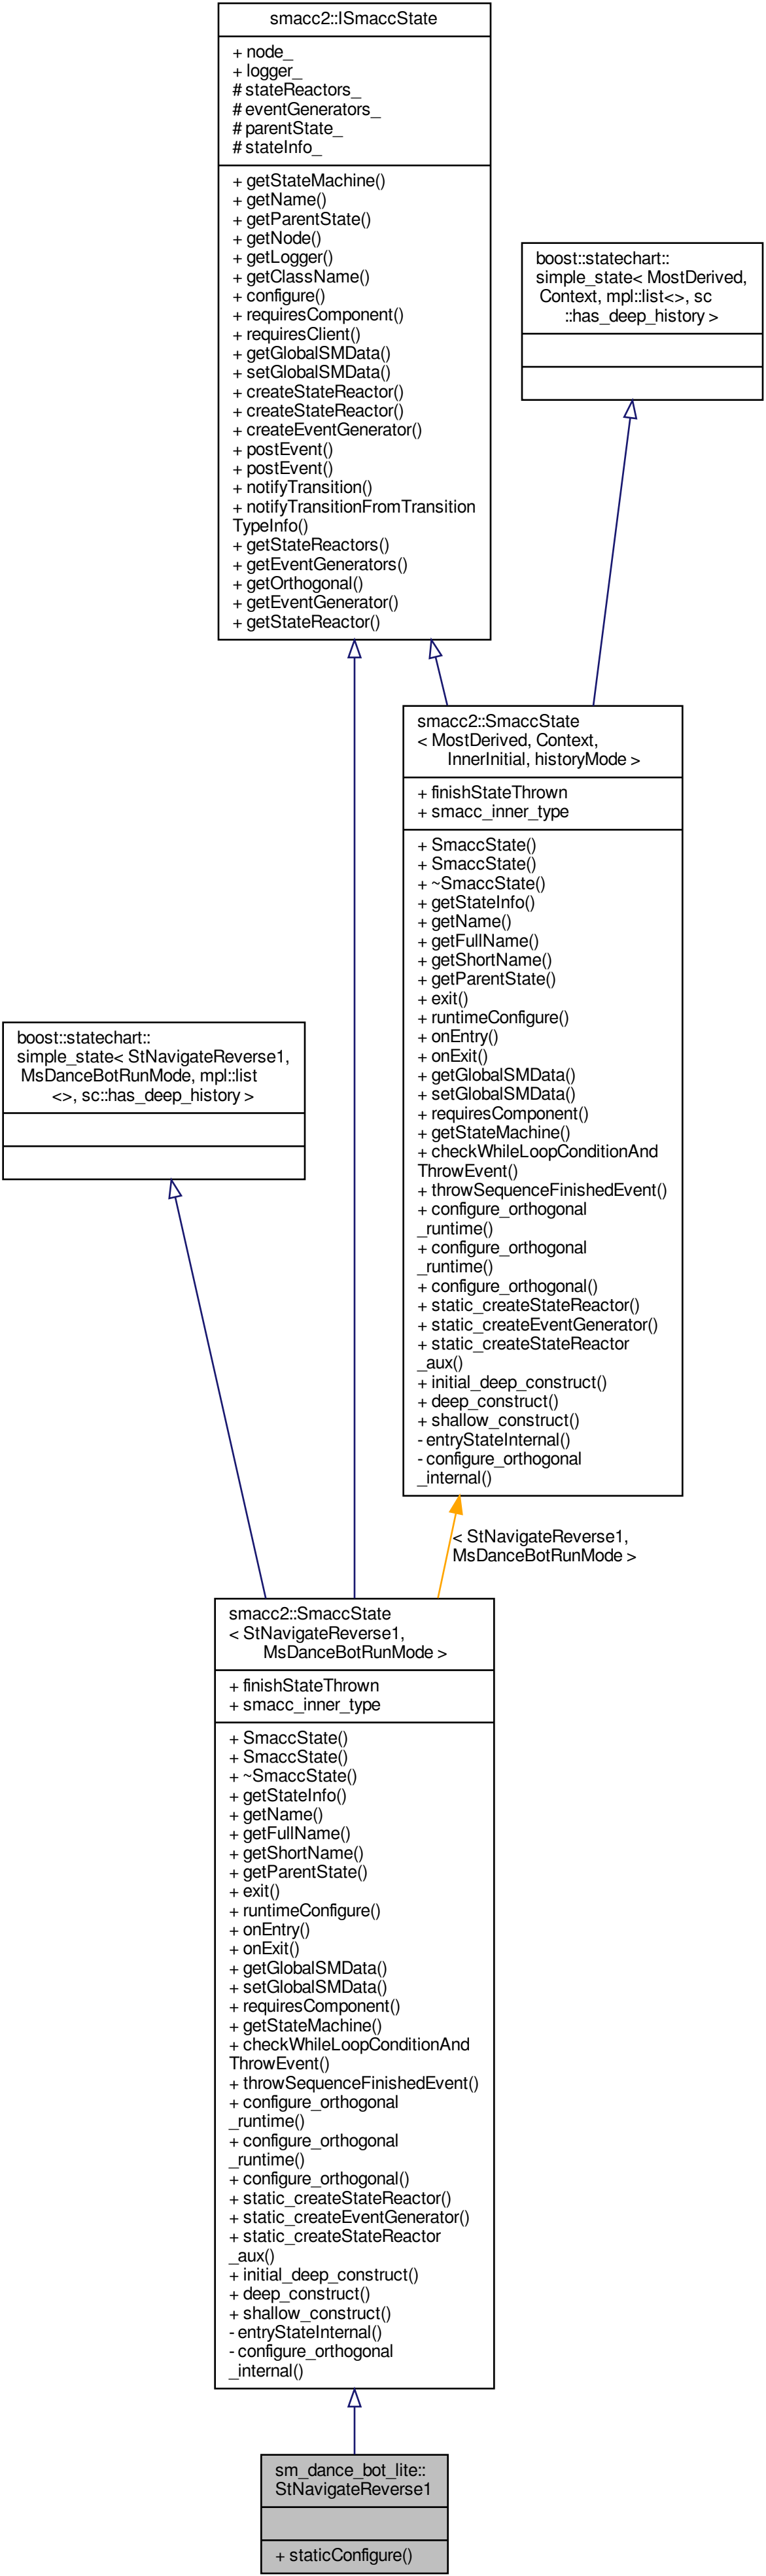 smacc2::ISmaccState
+ node_
+ logger_
# stateReactors_
# eventGenerators_
# parentState_
# stateInfo_
+ getStateMachine()
+ getName()
+ getParentState()
+ getNode()
+ getLogger()
+ getClassName()
+ configure()
+ requiresComponent()
+ requiresClient()
+ getGlobalSMData()
+ setGlobalSMData()
+ createStateReactor()
+ createStateReactor()
+ createEventGenerator()
+ postEvent()
+ postEvent()
+ notifyTransition()
+ notifyTransitionFromTransition
TypeInfo()
+ getStateReactors()
+ getEventGenerators()
+ getOrthogonal()
+ getEventGenerator()
+ getStateReactor()
boost::statechart::
simple_state< MostDerived,
Context, mpl::list<>, sc
::has_deep_history >
smacc2::SmaccState
< MostDerived, Context,
InnerInitial, historyMode >
+ finishStateThrown
+ smacc_inner_type
+ SmaccState()
+ SmaccState()
+ ~SmaccState()
+ getStateInfo()
+ getName()
+ getFullName()
+ getShortName()
+ getParentState()
+ exit()
+ runtimeConfigure()
+ onEntry()
+ onExit()
+ getGlobalSMData()
+ setGlobalSMData()
+ requiresComponent()
+ getStateMachine()
+ checkWhileLoopConditionAnd
ThrowEvent()
+ throwSequenceFinishedEvent()
+ configure_orthogonal
_runtime()
+ configure_orthogonal
_runtime()
+ configure_orthogonal()
+ static_createStateReactor()
+ static_createEventGenerator()
+ static_createStateReactor
_aux()
+ initial_deep_construct()
+ deep_construct()
+ shallow_construct()
- entryStateInternal()
- configure_orthogonal
_internal()
boost::statechart::
simple_state< StNavigateReverse1,
MsDanceBotRunMode, mpl::list
<>, sc::has_deep_history >
< StNavigateReverse1,
MsDanceBotRunMode >
smacc2::SmaccState
< StNavigateReverse1,
MsDanceBotRunMode >
+ finishStateThrown
+ smacc_inner_type
+ SmaccState()
+ SmaccState()
+ ~SmaccState()
+ getStateInfo()
+ getName()
+ getFullName()
+ getShortName()
+ getParentState()
+ exit()
+ runtimeConfigure()
+ onEntry()
+ onExit()
+ getGlobalSMData()
+ setGlobalSMData()
+ requiresComponent()
+ getStateMachine()
+ checkWhileLoopConditionAnd
ThrowEvent()
+ throwSequenceFinishedEvent()
+ configure_orthogonal
_runtime()
+ configure_orthogonal
_runtime()
+ configure_orthogonal()
+ static_createStateReactor()
+ static_createEventGenerator()
+ static_createStateReactor
_aux()
+ initial_deep_construct()
+ deep_construct()
+ shallow_construct()
- entryStateInternal()
- configure_orthogonal
_internal()
sm_dance_bot_lite::
StNavigateReverse1
+ staticConfigure()